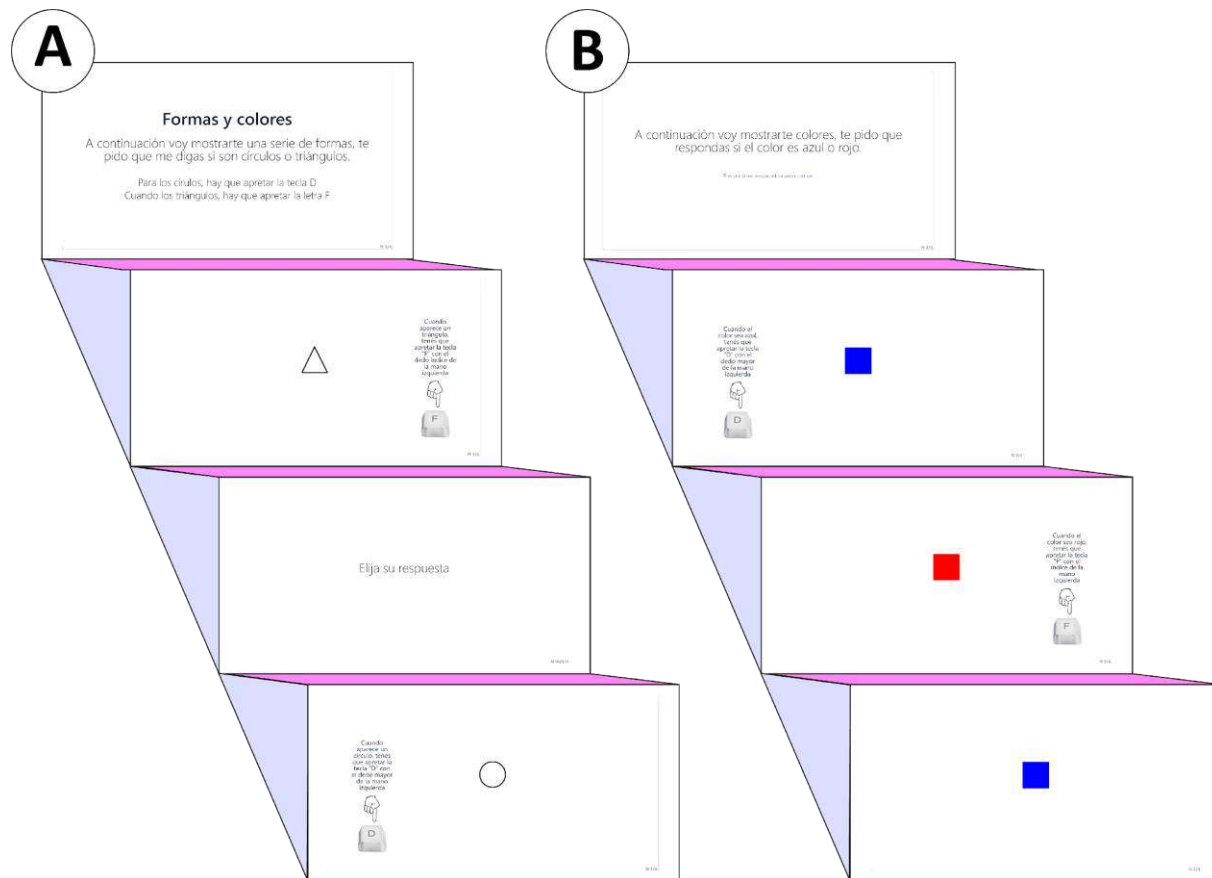 A
Formas y colores
A continuación voy mostrarte una serie de formas, te
pido que me digas si son círculos o triángulos.
Para los círulos, hay que apretar la tecla D
Cuando los triángulos, hay que apretar la letra F
Cuando
aparece un
triángulo,
tenés que
apretar la tecla
"F" con el
dedo índice de
la mano
izquierda
F
Elija su respuesta
Cuando
aparece un
círculo, tenés
que apretar la
tecla "D" con
el dedo mayor
de la mano
izquierda
D
B
A continuación voy mostrarte colores, te pido que
respondas si el color es azul o rojo.
Cuando el
color sea azul,
tenés que
apretar la tecla
"D" con el
dedo mayor
de la mano
izquierda
D
Cuando el
color sea rojo,
tenés que
apretar la tecla
"F" con el
índice de la
mano
izquierda
F